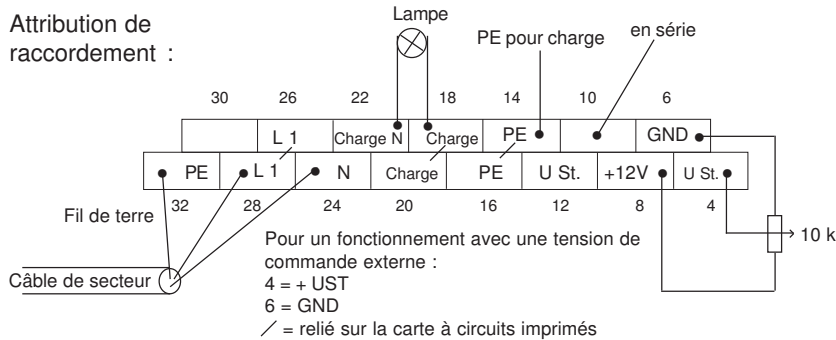 Attribution de
raccordement :
Lampe
PE pour charge
en série
30 26 22 18 14 10 6
L 1 Charge N Charge PE GND
PE L 1 N Charge PE U St. +12V U St.
32 28 24 20 16 12 8 4
Fil de terre
10 k
Câble de secteur
Pour un fonctionnement avec une tension de
commande externe :
4 = + UST
6 = GND
/ = relié sur la carte à circuits imprimés